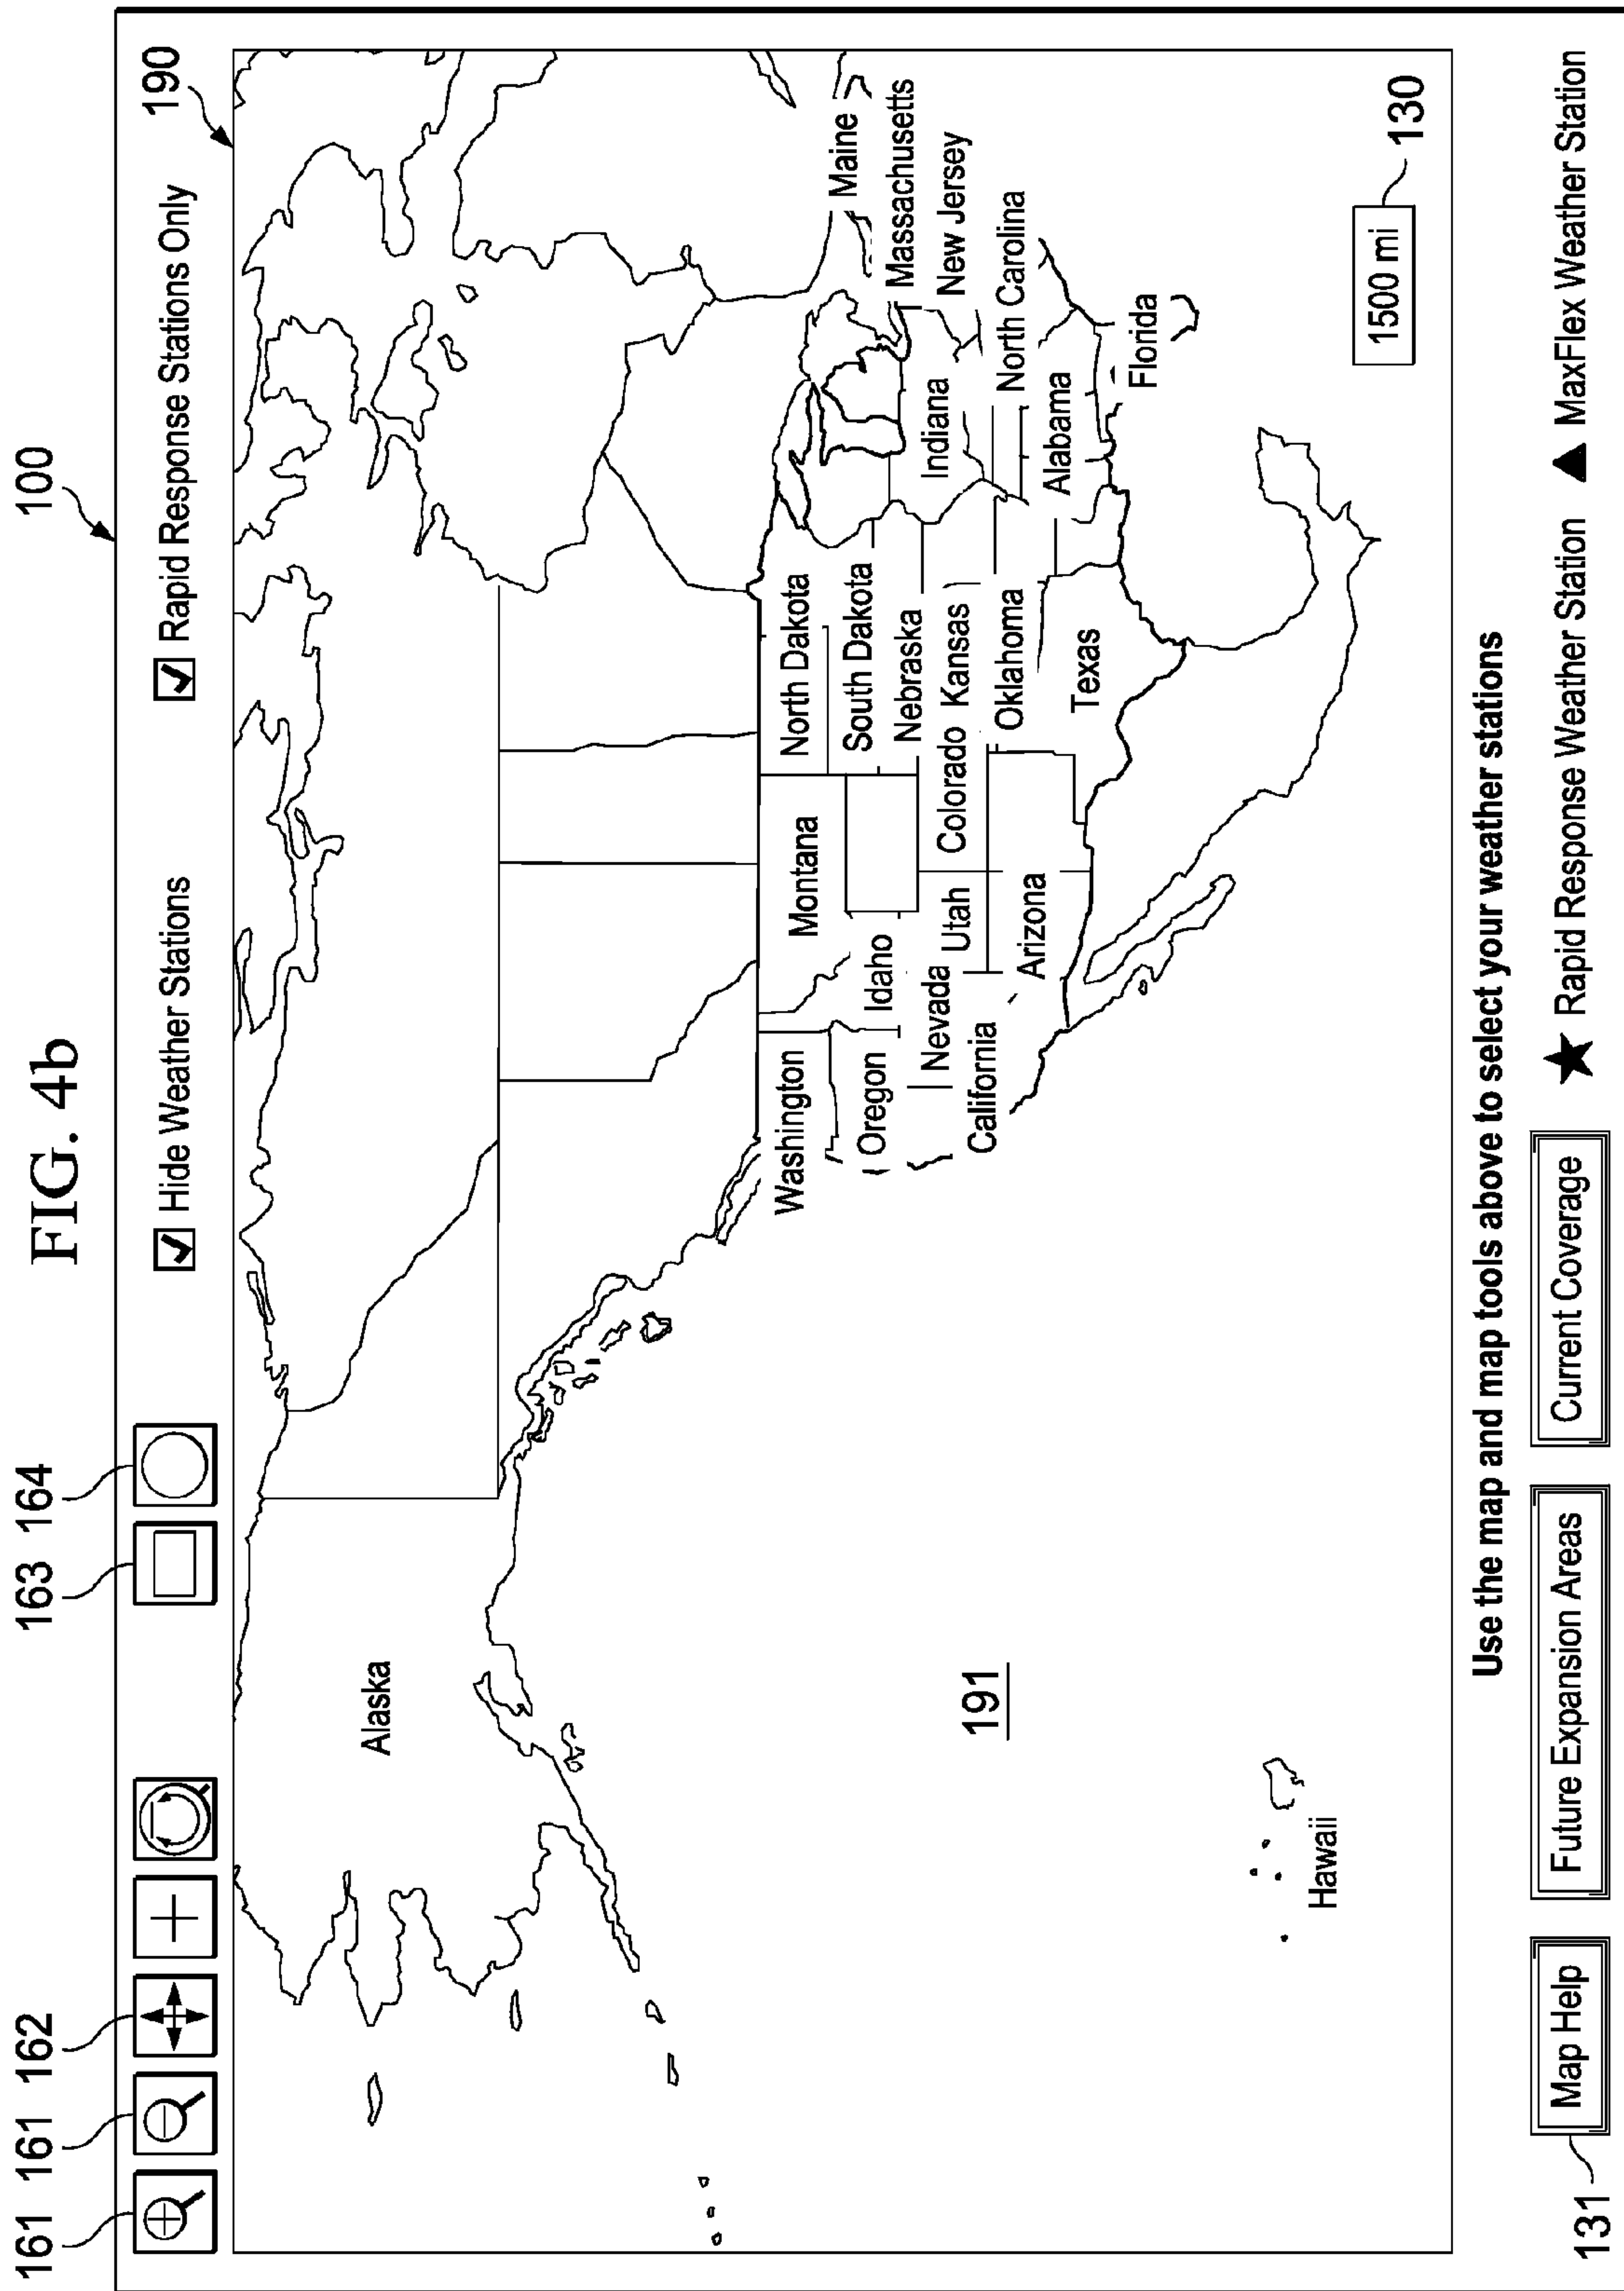 FIG. 4b
100
161 161 162 163 164
Hide Weather Stations
Rapid Response Stations Only
190
Alaska
Washington
Montana
North Dakota
Maine
Oregon
Idaho
South Dakota
Massachusetts
Nevada
Nebraska
Indiana
New Jersey
California
Utah
Colorado
Kansas
North Carolina
Arizona
Oklahoma
Alabama
Texas
Florida
191
Hawaii
1500 mi
130
Use the map and map tools above to select your weather stations
131
Map Help
Future Expansion Areas
Current Coverage
Rapid Response Weather Station
MaxFlex Weather Station